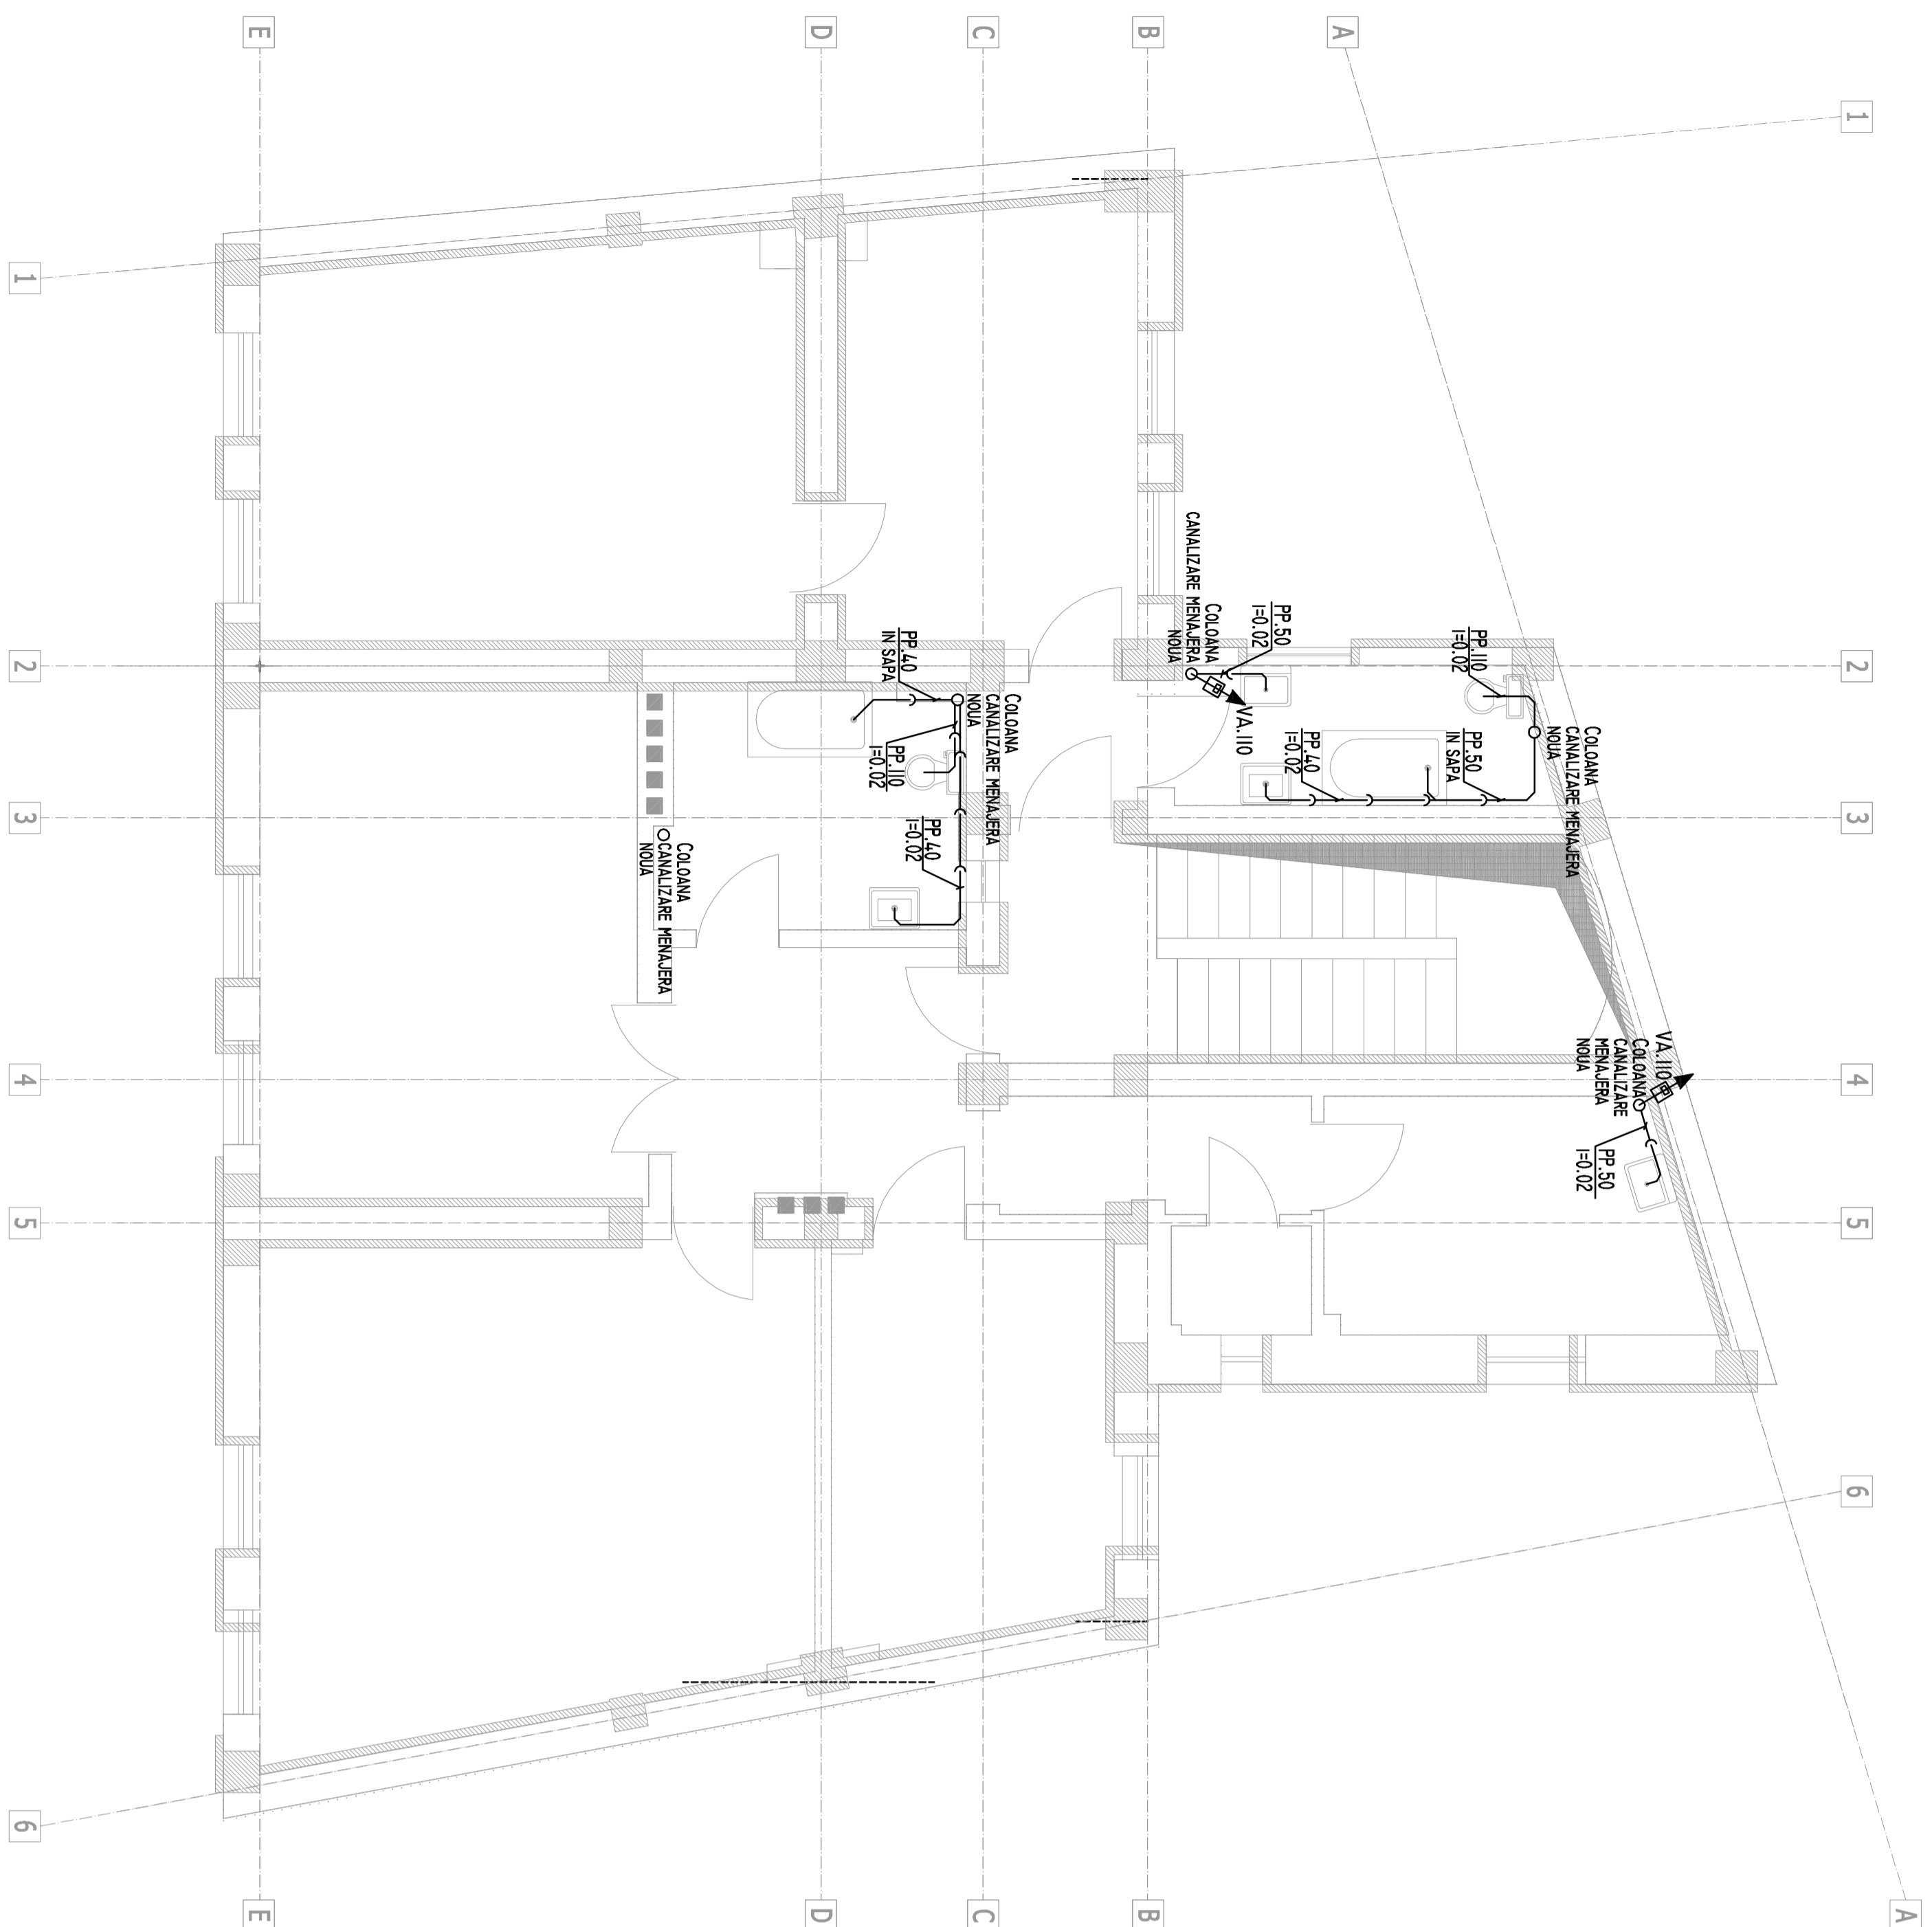 E
D
C
B
A
1
1
2
2
3
3
4
4
5
5
6
6
E
D
C
B
A
COLOANA
CANALIZARE MENAJERA
NOUA
VA.110
PP.50
I=0.02
PP.110
I=0.02
COLOANA
CANALIZARE MENAJERA
NOUA
PP.50
IN SAPA
PP.40
I=0.02
PP.40
IN SAPA
COLOANA
CANALIZARE MENAJERA
NOUA
PP.110
I=0.02
PP.40
I=0.02
COLOANA
CANALIZARE MENAJERA
NOUA
VA.110
COLOANA
CANALIZARE
MENAJERA
NOUA
PP.50
I=0.02